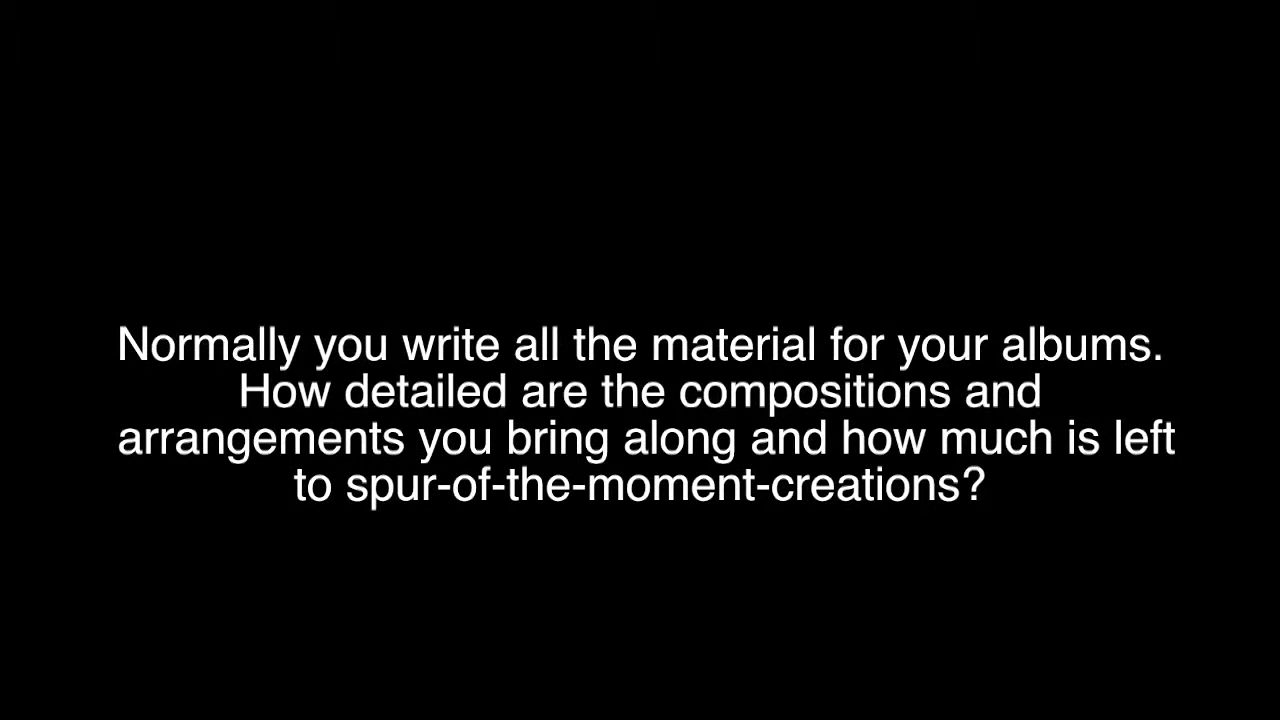 Normally you write all the material for your albums.
How detailed are the compositions and
arrangements you bring along and how much is left
to spur-of-the-moment-creations?